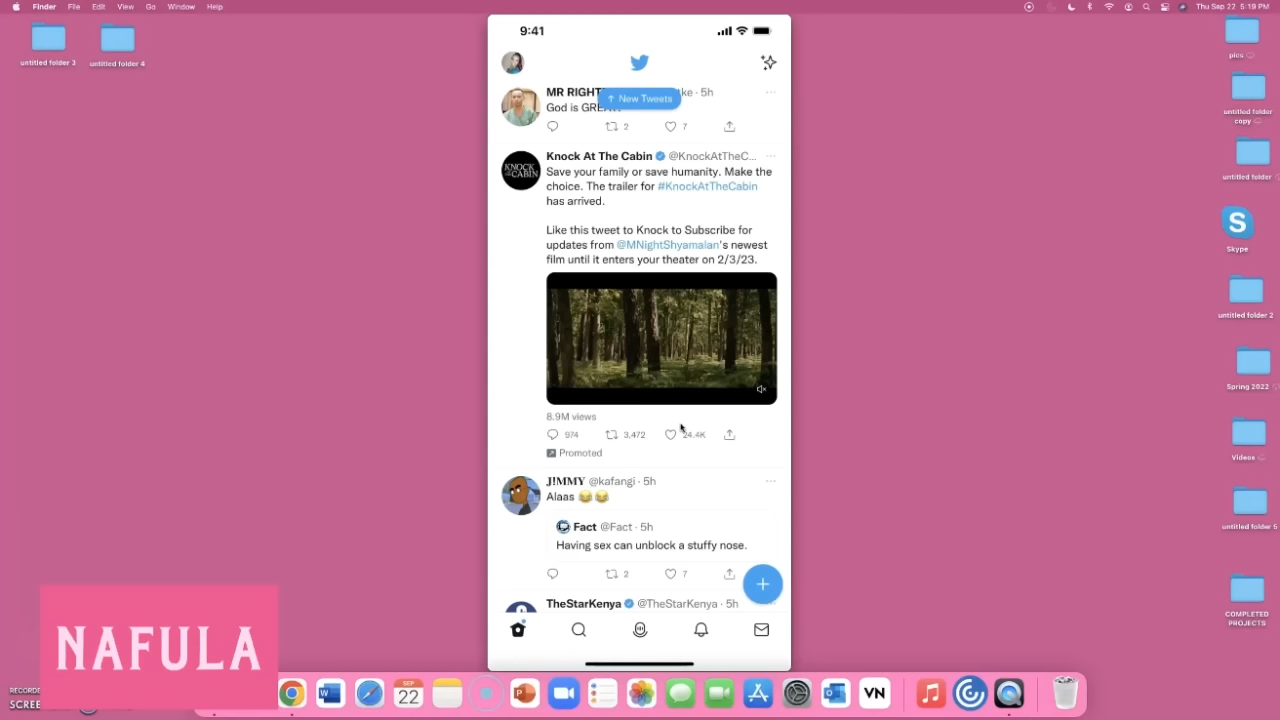 Finder File Edit View Go Window Help
Thu Sep 22 5:19 PM
untitled folder 3
untitled folder 4
9:41
MR RIGHT
5h
New Tweets
God is
2 7
Knock At The Cabin @KnockAtTheC...
KNOCK
AT THE
CABIN
Save your family or save humanity. Make the
choice. The trailer for #KnockAtTheCabin
has arrived.
Like this tweet to Knock to Subscribe for
updates from @MNightShyamalan's newest
film until it enters your theater on 2/3/23.
8.9M views
974 3,472 24.4K
Promoted
J!MMY @kafangi · 5h
Alaas
Fact @Fact · 5h
Having sex can unblock a stuffy nose.
2 7
TheStarKenya @TheStarKenya · 5h
pics
untitled folder
copy
untitled folder
S
Skype
untitled folder 2
Spring 2022
Videos
untitled folder 5
COMPLETED
PROJECTS
NAFULA
SEP
22
W
P
VN